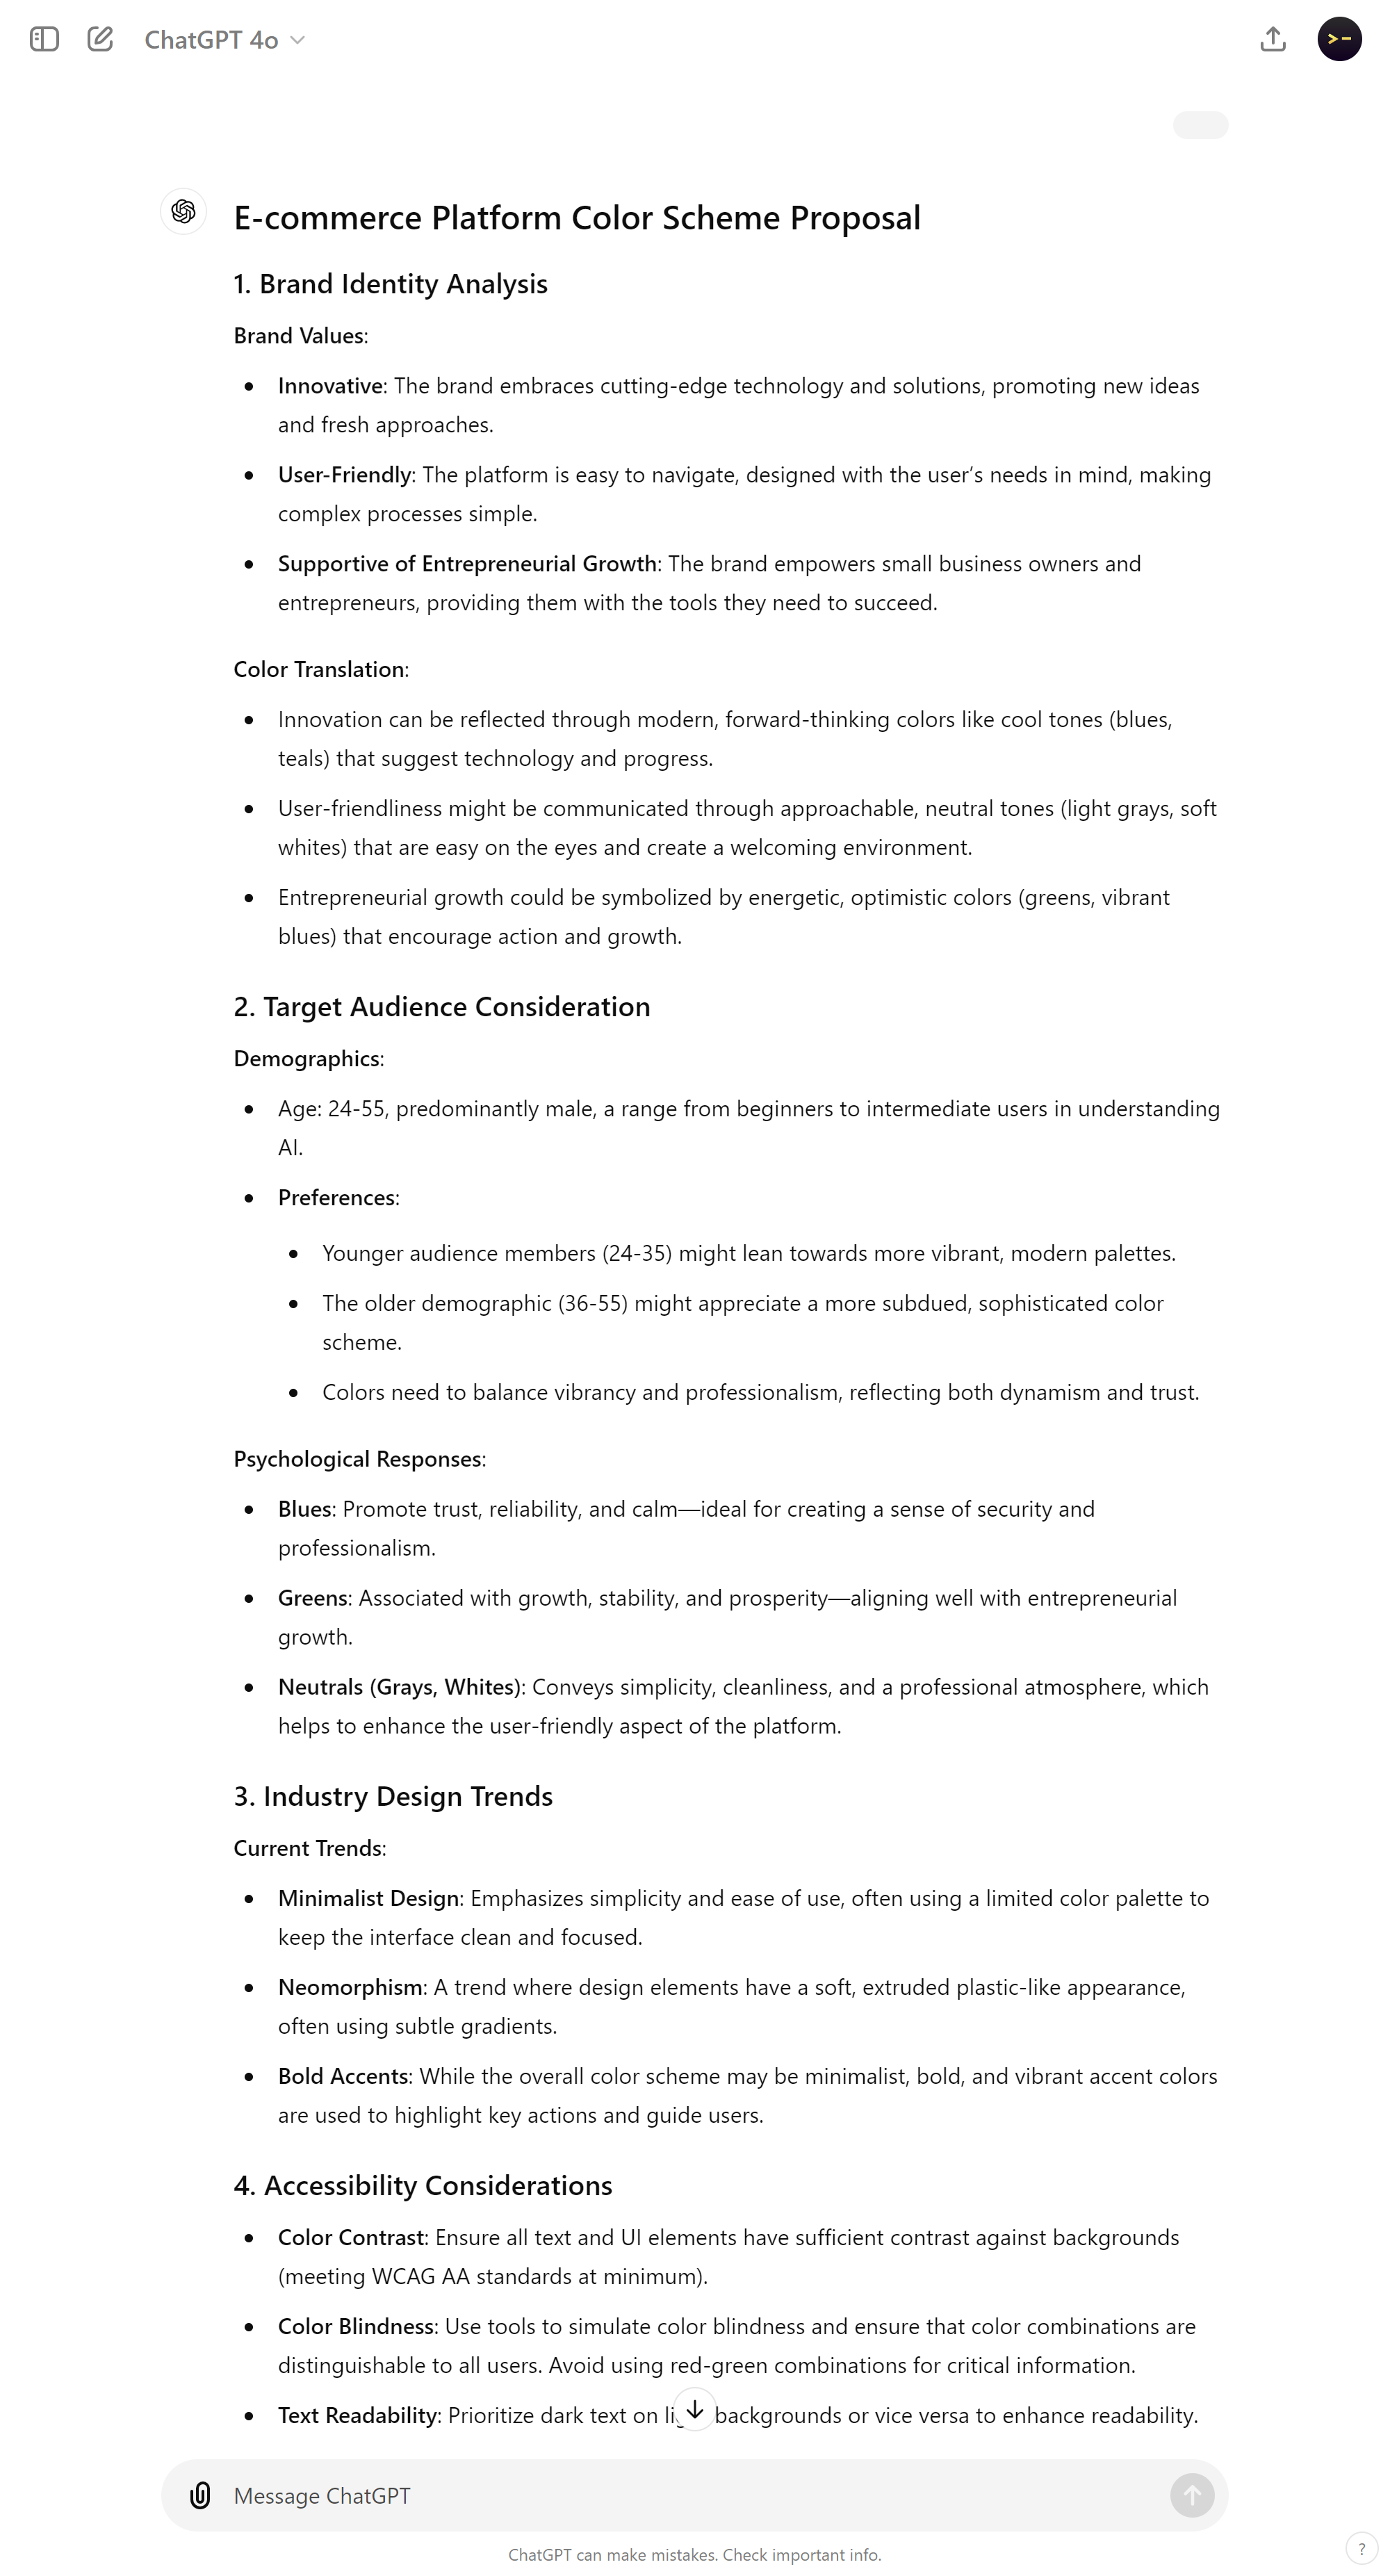 ChatGPT 4o
E-commerce Platform Color Scheme Proposal
1. Brand Identity Analysis
Brand Values:
Innovative: The brand embraces cutting-edge technology and solutions, promoting new ideas
and fresh approaches.
User-Friendly: The platform is easy to navigate, designed with the user’s needs in mind, making
complex processes simple.
Supportive of Entrepreneurial Growth: The brand empowers small business owners and
entrepreneurs, providing them with the tools they need to succeed.
Color Translation:
Innovation can be reflected through modern, forward-thinking colors like cool tones (blues,
teals) that suggest technology and progress.
User-friendliness might be communicated through approachable, neutral tones (light grays, soft
whites) that are easy on the eyes and create a welcoming environment.
Entrepreneurial growth could be symbolized by energetic, optimistic colors (greens, vibrant
blues) that encourage action and growth.
2. Target Audience Consideration
Demographics:
Age: 24-55, predominantly male, a range from beginners to intermediate users in understanding
AI.
Preferences:
Younger audience members (24-35) might lean towards more vibrant, modern palettes.
The older demographic (36-55) might appreciate a more subdued, sophisticated color
scheme.
Colors need to balance vibrancy and professionalism, reflecting both dynamism and trust.
Psychological Responses:
Blues: Promote trust, reliability, and calm—ideal for creating a sense of security and
professionalism.
Greens: Associated with growth, stability, and prosperity—aligning well with entrepreneurial
growth.
Neutrals (Grays, Whites): Conveys simplicity, cleanliness, and a professional atmosphere, which
helps to enhance the user-friendly aspect of the platform.
3. Industry Design Trends
Current Trends:
Minimalist Design: Emphasizes simplicity and ease of use, often using a limited color palette to
keep the interface clean and focused.
Neomorphism: A trend where design elements have a soft, extruded plastic-like appearance,
often using subtle gradients.
Bold Accents: While the overall color scheme may be minimalist, bold, and vibrant accent colors
are used to highlight key actions and guide users.
4. Accessibility Considerations
Color Contrast: Ensure all text and UI elements have sufficient contrast against backgrounds
(meeting WCAG AA standards at minimum).
Color Blindness: Use tools to simulate color blindness and ensure that color combinations are
distinguishable to all users. Avoid using red-green combinations for critical information.
Text Readability: Prioritize dark text on backgrounds or vice versa to enhance readability.
Message ChatGPT
ChatGPT can make mistakes. Check important info.
?